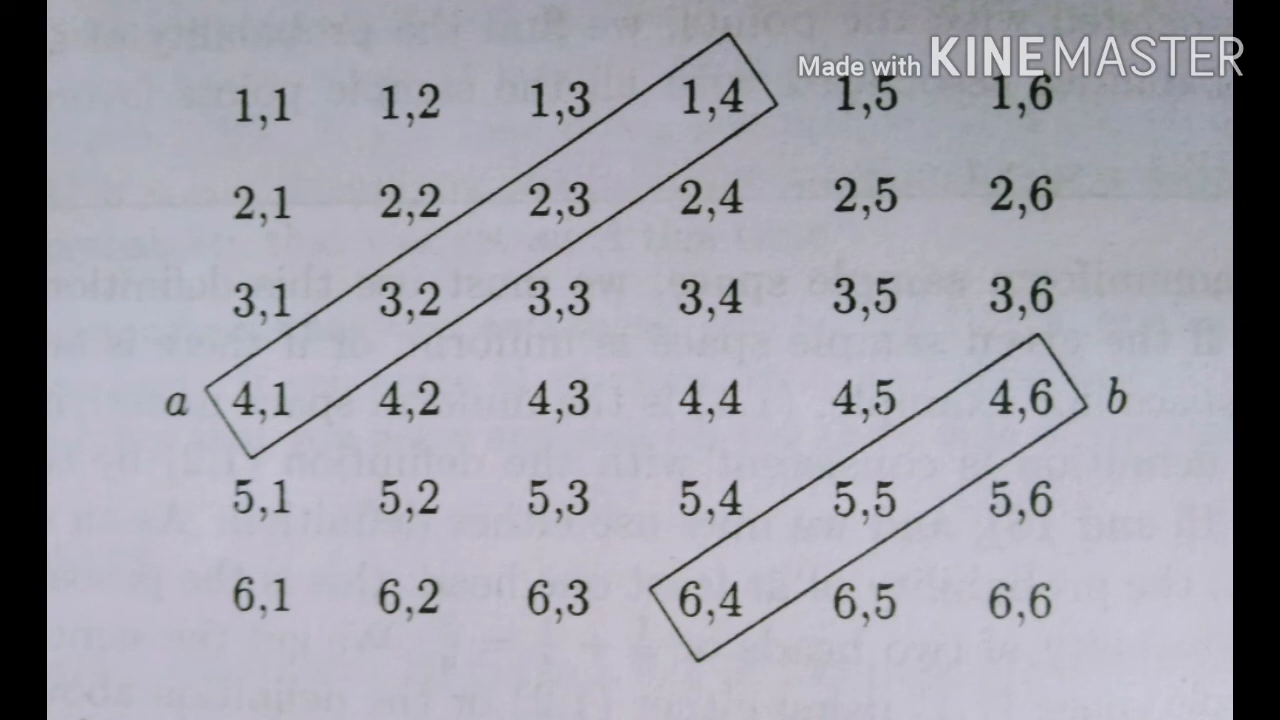 Made with KINEMASTER
1,1 1,2 1,3 1,4 1,5 1,6
2,1 2,2 2,3 2,4 2,5 2,6
3,1 3,2 3,3 3,4 3,5 3,6
a 4,1 4,2 4,3 4,4 4,5 4,6 b
5,1 5,2 5,3 5,4 5,5 5,6
6,1 6,2 6,3 6,4 6,5 6,6